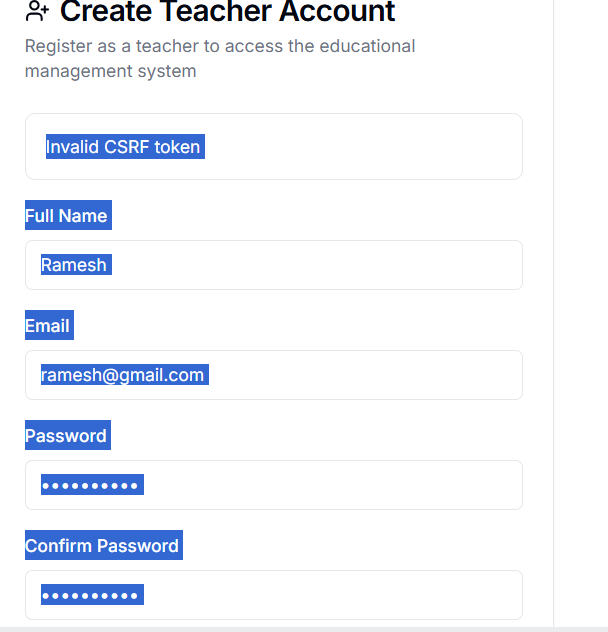 Create Teacher Account
Register as a teacher to access the educational
management system
Invalid CSRF token
Full Name
Ramesh
Email
ramesh@gmail.com
Password
••••••••••
Confirm Password
••••••••••